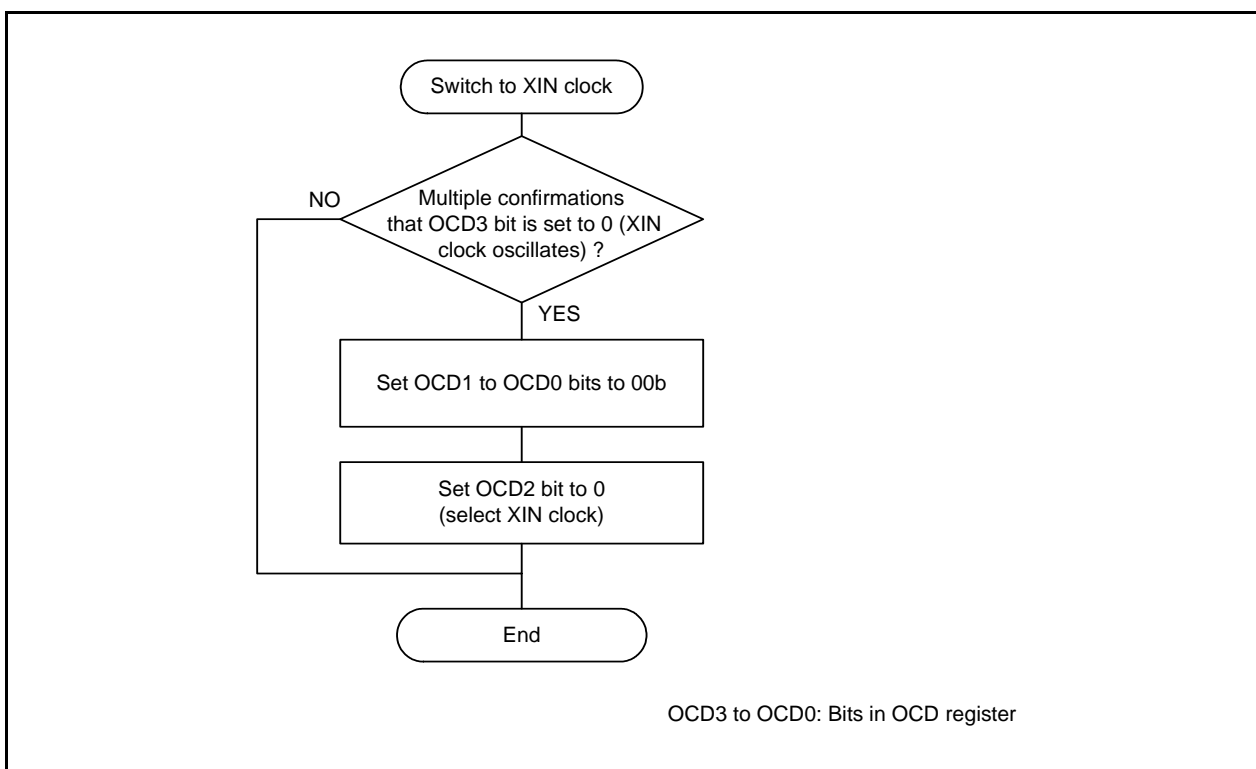 Switch to XIN clock
NO
Multiple confirmations
that OCD3 bit is set to 0 (XIN
clock oscillates) ?
YES
Set OCD1 to OCD0 bits to 00b
Set OCD2 bit to 0
(select XIN clock)
End
OCD3 to OCD0: Bits in OCD register